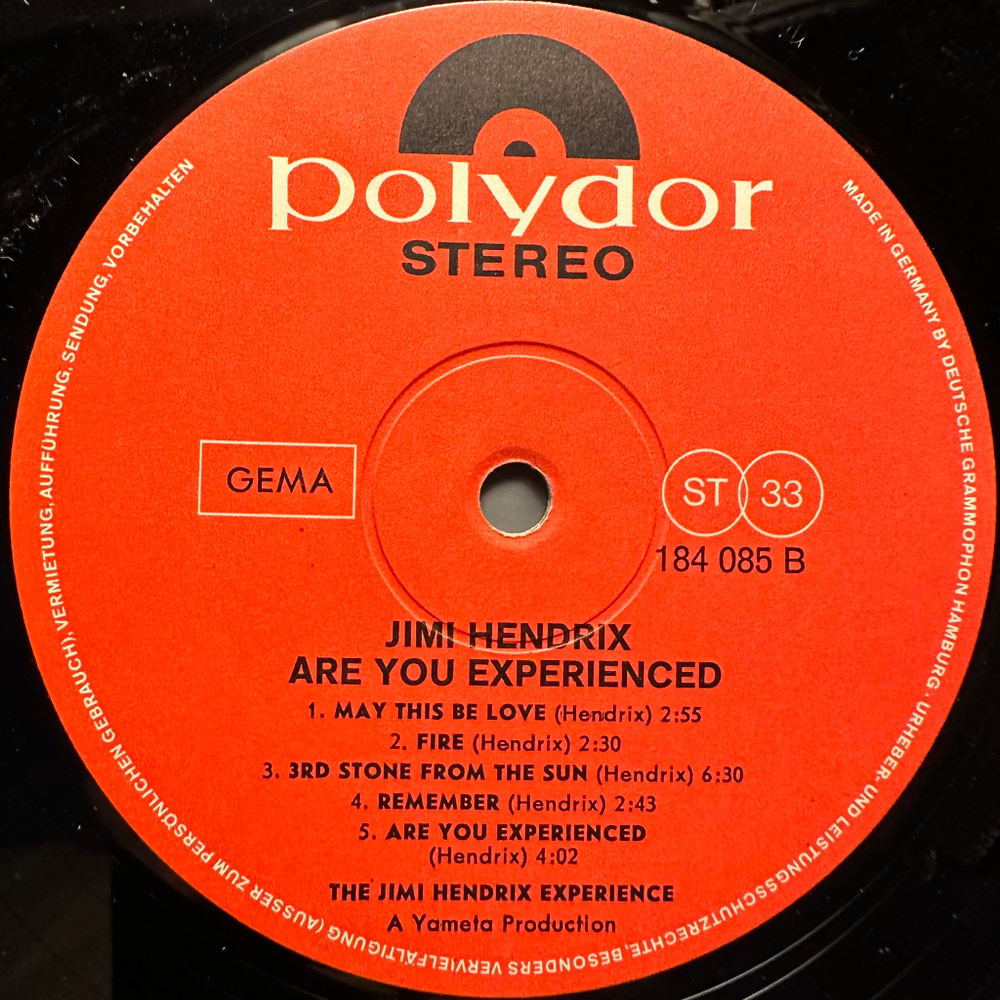 polydor
STEREO
GEMA
ST 33
184 085 B
JIMI HENDRIX
ARE YOU EXPERIENCED
1. MAY THIS BE LOVE (Hendrix) 2:55
2. FIRE (Hendrix) 2:30
3. 3RD STONE FROM THE SUN (Hendrix) 6:30
4. REMEMBER (Hendrix) 2:43
5. ARE YOU EXPERIENCED
(Hendrix) 4:02
THE JIMI HENDRIX EXPERIENCE
A Yameta Production
MADE IN GERMANY BY DEUTSCHE GRAMMOPHON HAMBURG · URHEBER- UND LEISTUNGSSCHUTZRECHTE, BESONDERS VERVIELFÄLTIGUNG (AUSSER ZUM PERSÖNLICHEN GEBRAUCH), VERMIETUNG, AUFFÜHRUNG, SENDUNG, VORBEHALTEN